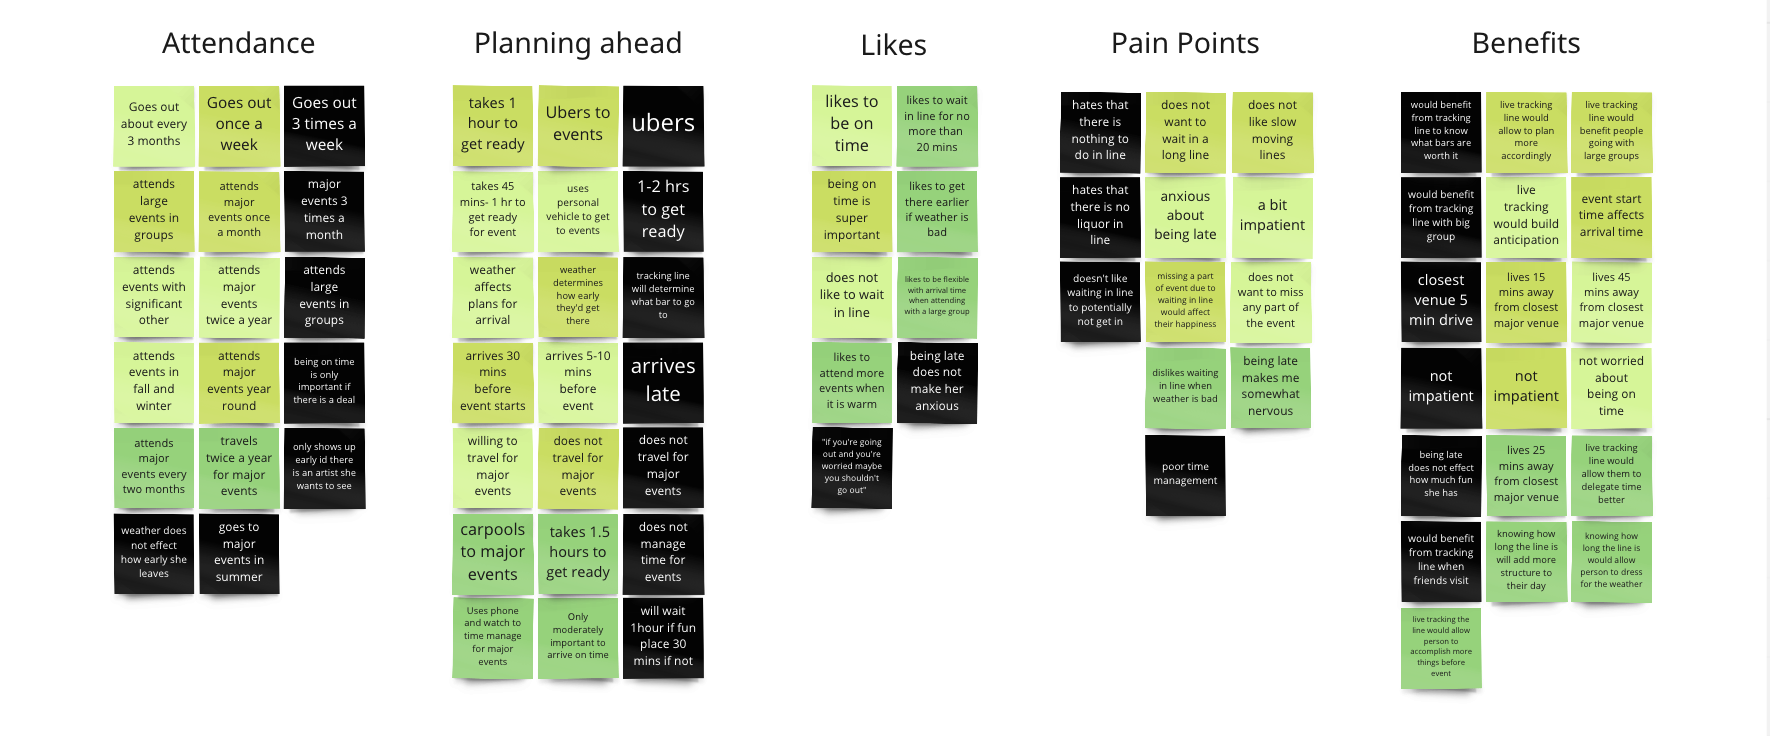 Attendance
Goes out
about every
3 months
Goes out
once a
week
Goes out
3 times a
week
attends
large
events in
groups
attends
major
events once
a month
major
events 3
times a
month
attends
events with
significant
other
attends
major
events
twice a year
attends
large
events in
groups
attends
events in
fall and
winter
attends
major
events year
round
being on time
is only
important if
there is a deal
attends
major
events every
two months
travels
twice a year
for major
events
only shows up
early id there
is an artist she
wants to see
weather does
not effect
how early she
leaves
goes to
major
events in
summer
Planning ahead
takes 1
hour to
get ready
Ubers to
events
ubers
takes 45
mins- 1 hr to
get ready
for event
uses
personal
vehicle to get
to events
1-2 hrs
to get
ready
weather
affects
plans for
arrival
weather
determines
how early
they'd get
there
tracking line
will determine
what bar to go
to
arrives 30
mins
before
event starts
arrives 5-10
mins
before
event
arrives
late
willing to
travel for
major
events
does not
travel for
major
events
does not
travel for
major
events
carpools
to major
events
takes 1.5
hours to
get ready
does not
manage
time for
events
Uses phone
and watch to
time manage
for major
events
Only
moderately
important to
arrive on time
will wait
1hour if fun
place 30
mins if not
Likes
likes to
be on
time
likes to wait
in line for no
more than
20 mins
being on
time is
super
important
likes to get
there earlier
if weather is
bad
does not
like to wait
in line
likes to be flexible
with arrival time
when attending
with a large group
likes to
attend more
events when
it is warm
being late
does not
make her
anxious
"if you're going
out and you're
worried maybe
you shouldn't
go out"
Pain Points
hates that
there is
nothing to
do in line
does not
want to
wait in a
long line
does not
like slow
moving
lines
hates that
there is no
liquor in
line
anxious
about
being late
a bit
impatient
doesn't like
waiting in line
to potentially
not get in
missing a part
of event due to
waiting in line
would affect
their happiness
does not
want to miss
any part of
the event
dislikes waiting
in line when
weather is bad
being late
makes me
somewhat
nervous
poor time
management
Benefits
would benefit
from tracking
line to know
what bars are
worth it
live tracking
line would
allow to plan
more
accordingly
live tracking
line would
benefit people
going with
large groups
would benefit
from tracking
line with big
group
live
tracking
would build
anticipation
event start
time affects
arrival time
closest
venue 5
min drive
lives 15
mins away
from closest
major venue
lives 45
mins away
from closest
major venue
not
impatient
not
impatient
not worried
about
being on
time
being late
does not effect
how much fun
she has
lives 25
mins away
from closest
major venue
live tracking
line would
allow them to
delegate time
better
would benefit
from tracking
line when
friends visit
knowing how
long the line is
will add more
structure to
their day
knowing how
long the line is
would allow
person to dress
for the weather
live tracking the
line would allow
person to
accomplish more
things before
event